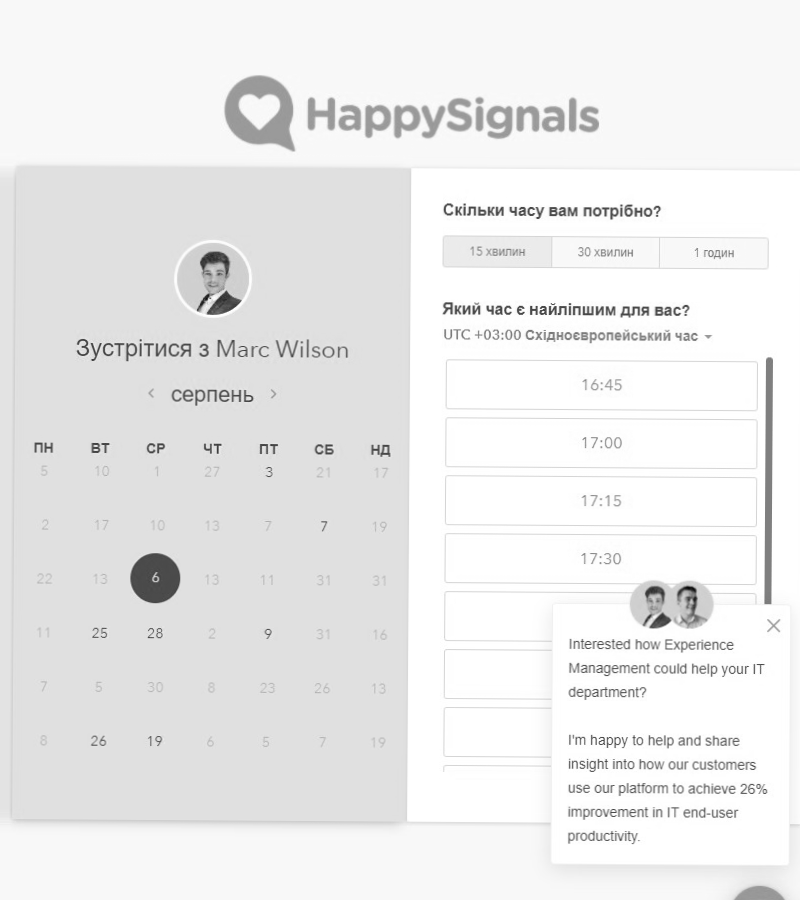 HappySignals
Зустрітися з Marc Wilson
серпень
ПН ВТ СР ЧТ ПТ СБ НД
5 10 1 27 3 21 17
2 17 10 13 7 7 19
22 13 6 13 11 31 31
11 25 28 2 9 31 16
7 5 30 8 23 26 13
8 26 19 6 5 7 19
Скільки часу вам потрібно?
15 хвилин 30 хвилин 1 годин
Який час є найліпшим для вас?
UTC +03:00 Східноєвропейський час
16:45
17:00
17:15
17:30
Interested how Experience
Management could help your IT
department?
I'm happy to help and share
insight into how our customers
use our platform to achieve 26%
improvement in IT end-user
productivity.